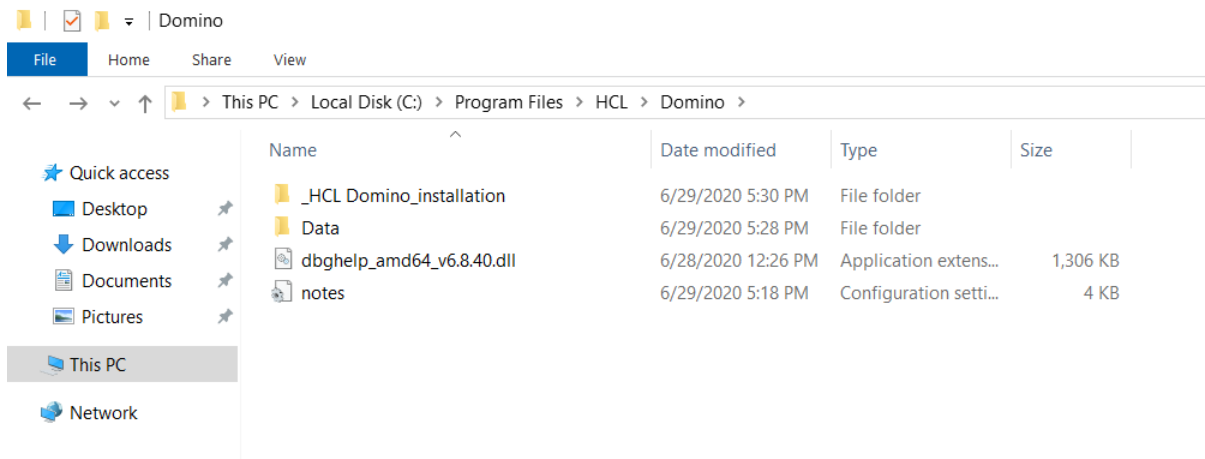 Domino
File Home Share View
This PC > Local Disk (C:) > Program Files > HCL > Domino >
Name Date modified Type Size
Quick access
Desktop
Downloads
Documents
Pictures
This PC
Network
_HCL Domino_installation 6/29/2020 5:30 PM File folder
Data 6/29/2020 5:28 PM File folder
dbghelp_amd64_v6.8.40.dll 6/28/2020 12:26 PM Application extens... 1,306 KB
notes 6/29/2020 5:18 PM Configuration setti... 4 KB